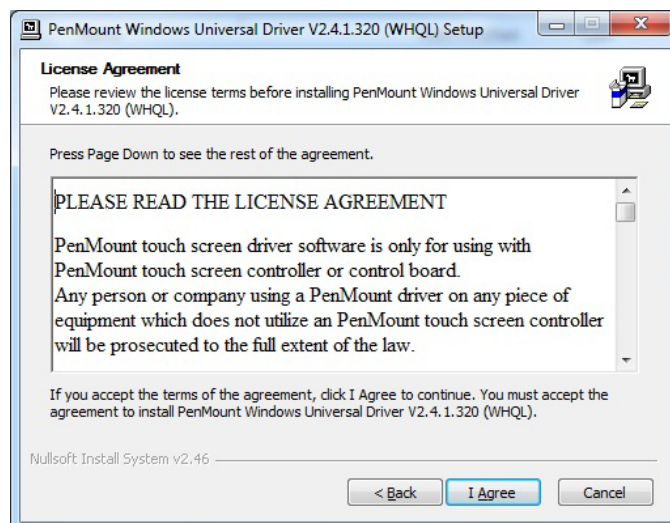 PenMount Windows Universal Driver V2.4.1.320 (WHQL) Setup
License Agreement
Please review the license terms before installing PenMount Windows Universal Driver
V2.4.1.320 (WHQL).
Press Page Down to see the rest of the agreement.
PLEASE READ THE LICENSE AGREEMENT
PenMount touch screen driver software is only for using with
PenMount touch screen controller or control board.
Any person or company using a PenMount driver on any piece of
equipment which does not utilize an PenMount touch screen controller
will be prosecuted to the full extent of the law.
If you accept the terms of the agreement, click I Agree to continue. You must accept the
agreement to install PenMount Windows Universal Driver V2.4.1.320 (WHQL).
Nullsoft Install System v2.46
< Back
I Agree
Cancel